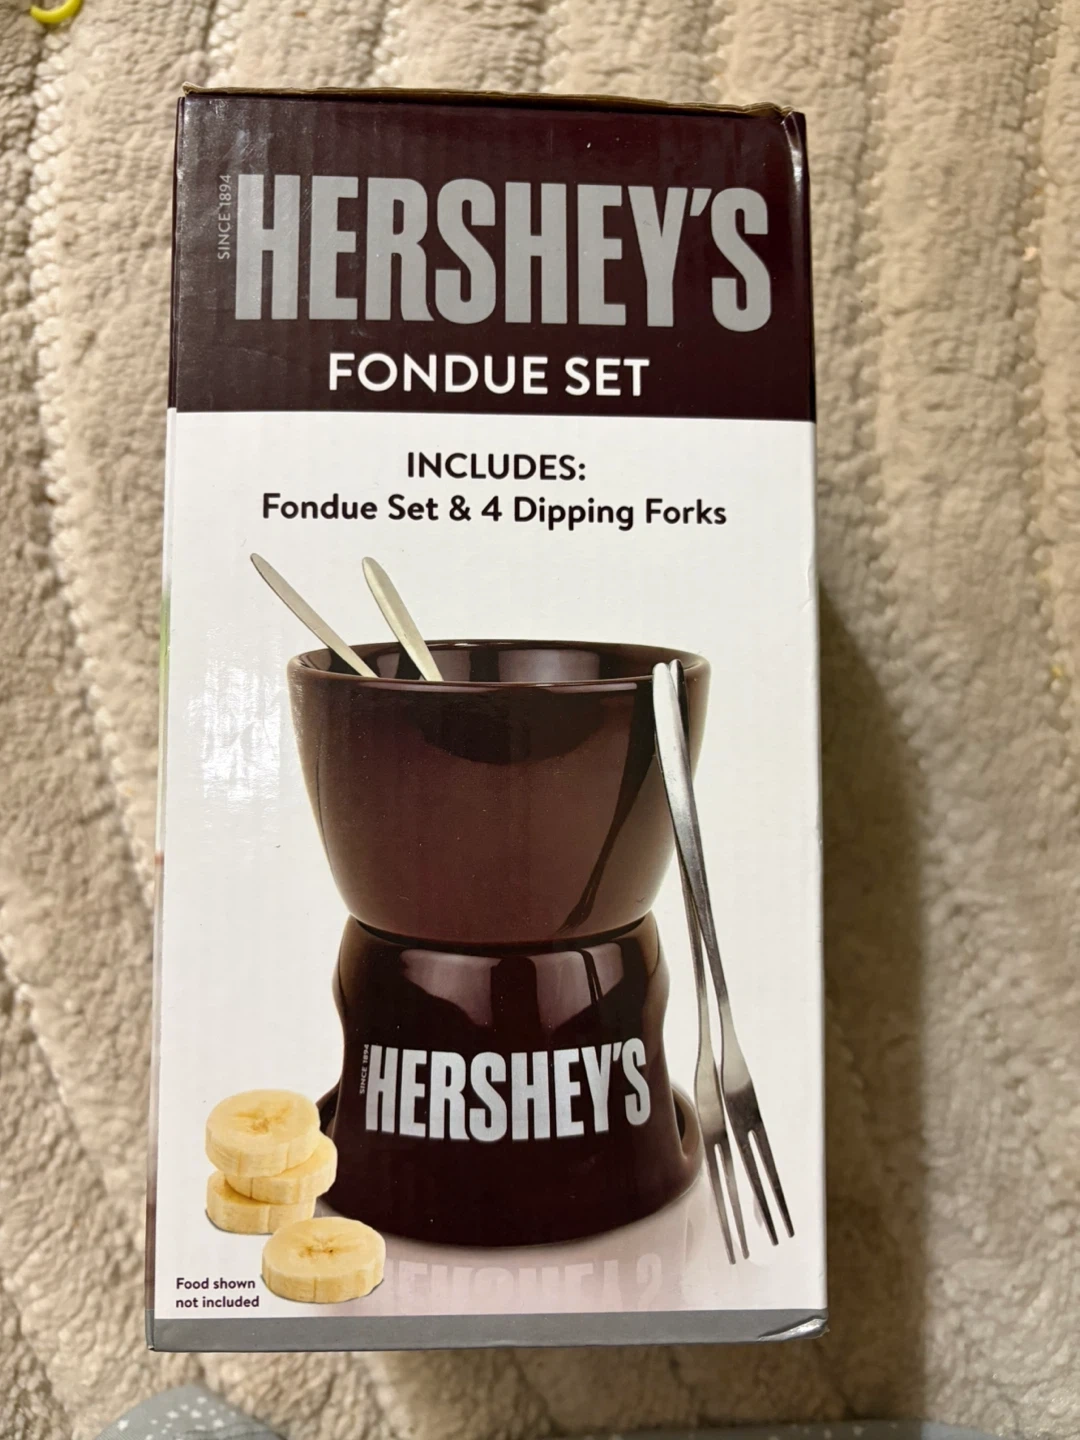 SINCE 1894
HERSHEY'S
FONDUE SET
INCLUDES:
Fondue Set & 4 Dipping Forks
SINCE 1894
HERSHEY'S
Food shown
not included